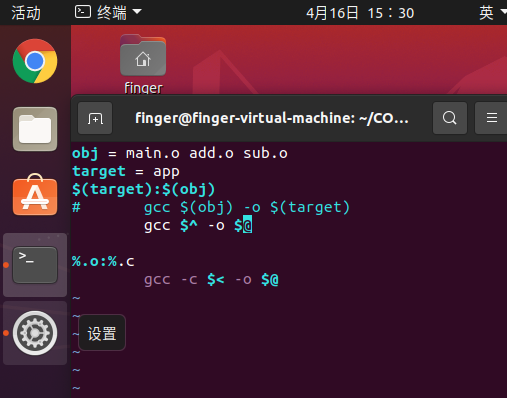 活动
终端
4月16日 15：30
英
finger
finger@finger-virtual-machine: ~/CO...
obj = main.o add.o sub.o
target = app
$(target):$(obj)
#       gcc $(obj) -o $(target)
        gcc $^ -o $@

%.o:%.c
        gcc -c $< -o $@
~
~
~
~
~
~
设置